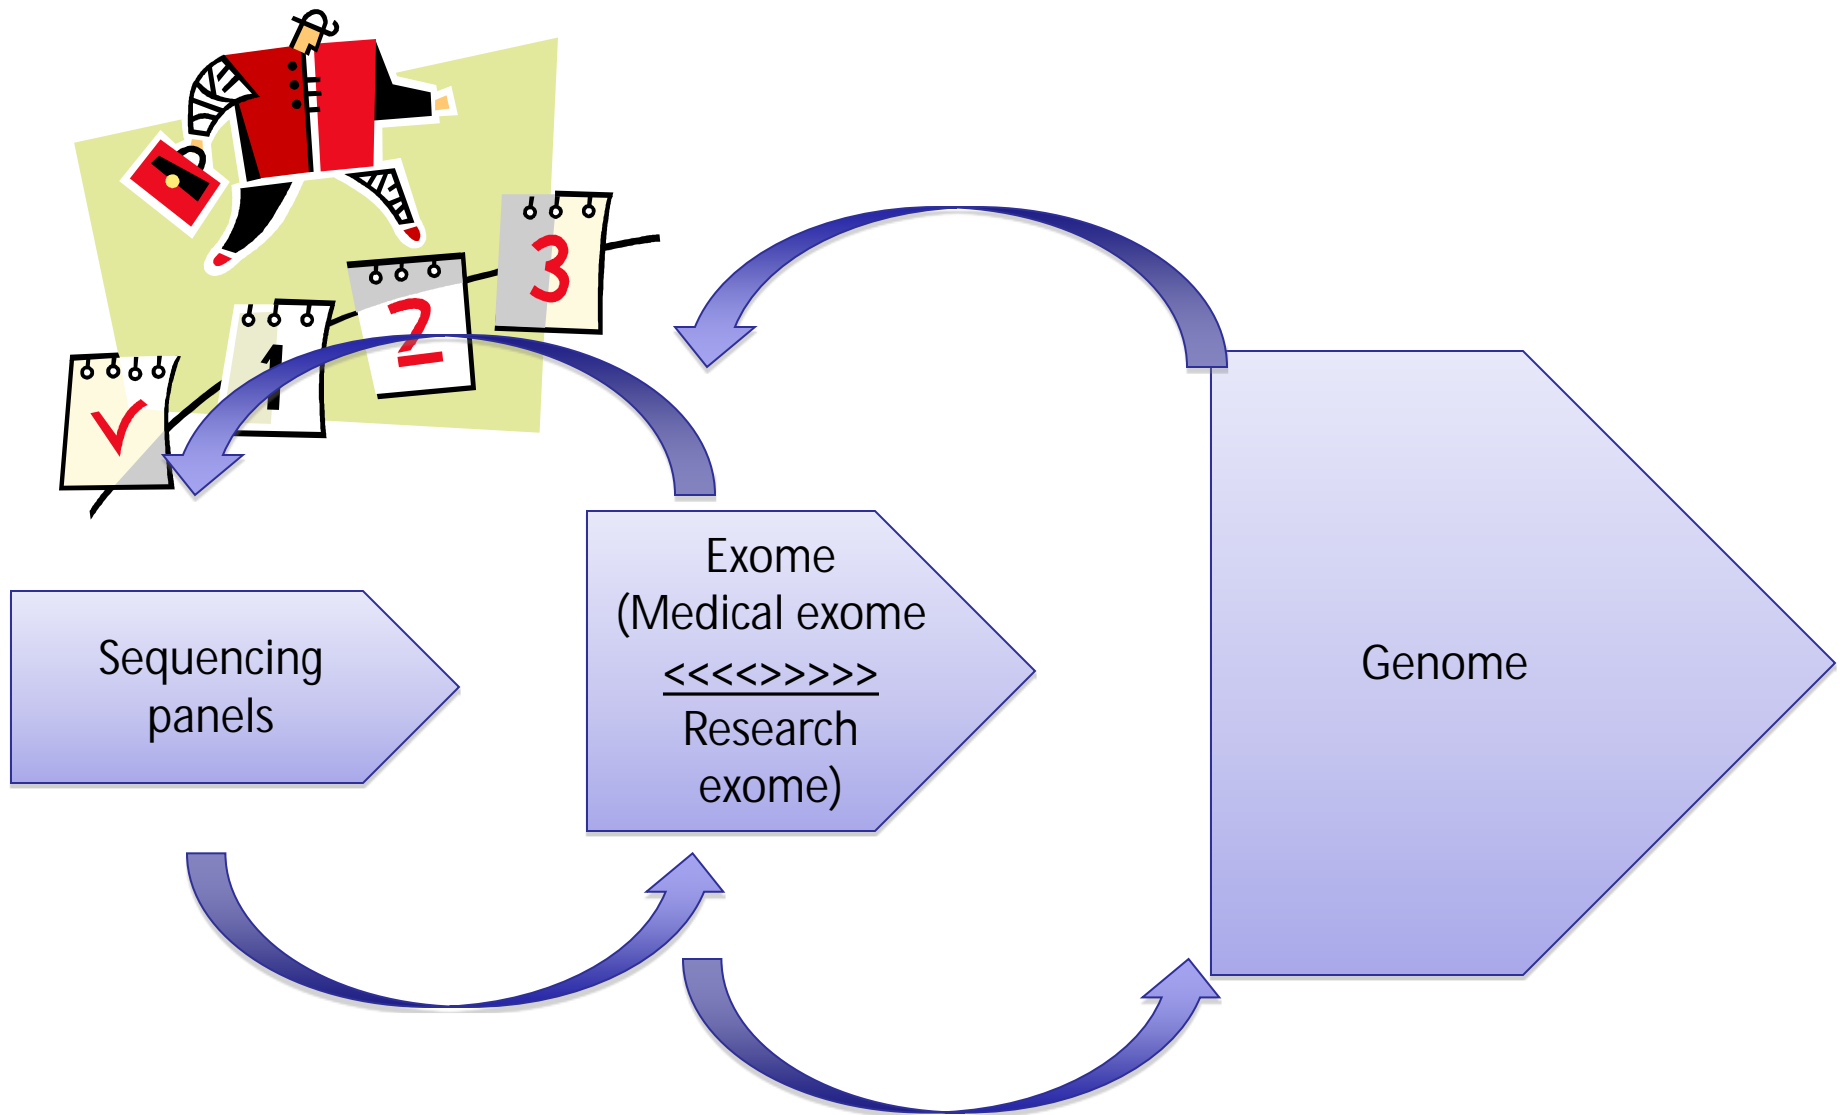 1
2
3
Sequencing
panels
Exome
(Medical exome
<<<<>>>>>
Research
exome)
Genome